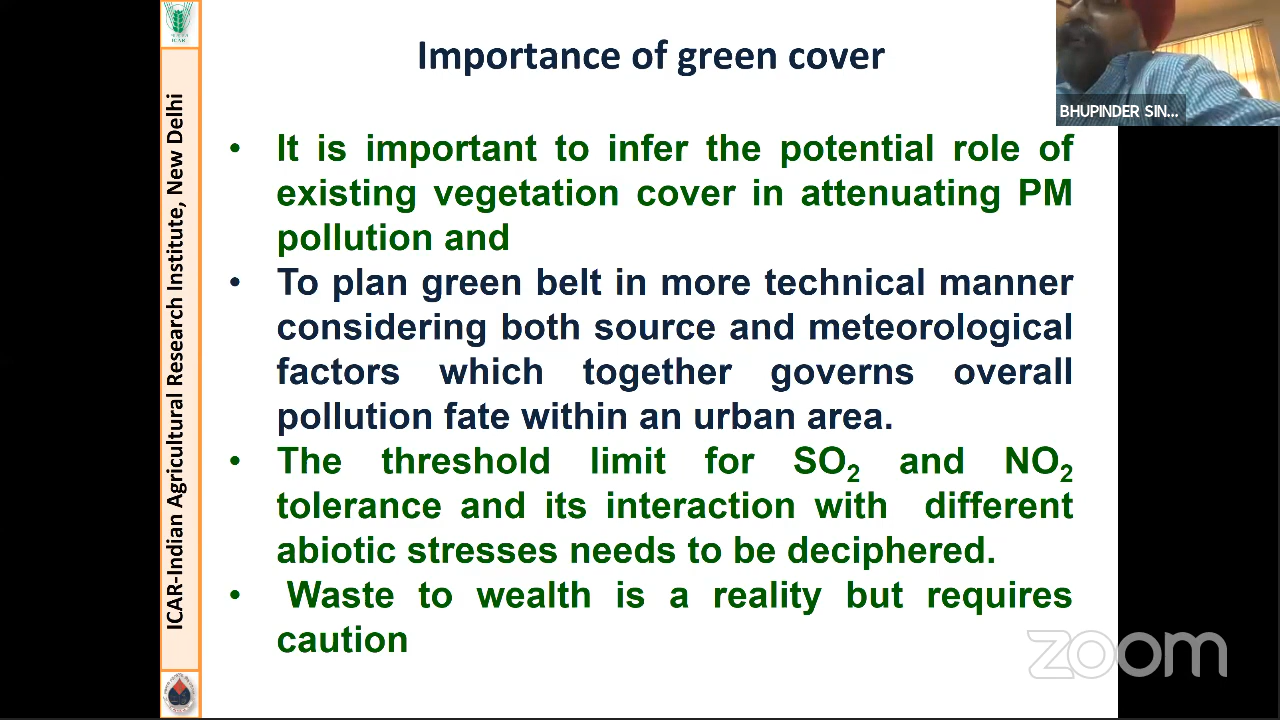 ICAR
ICAR-Indian Agricultural Research Institute, New Delhi
Importance of green cover
BHUPINDER SIN...
• It is important to infer the potential role of
existing vegetation cover in attenuating PM
pollution and
• To plan green belt in more technical manner
considering both source and meteorological
factors which together governs overall
pollution fate within an urban area.
• The threshold limit for SO₂ and NO₂
tolerance and its interaction with different
abiotic stresses needs to be deciphered.
• Waste to wealth is a reality but requires
caution
zoom